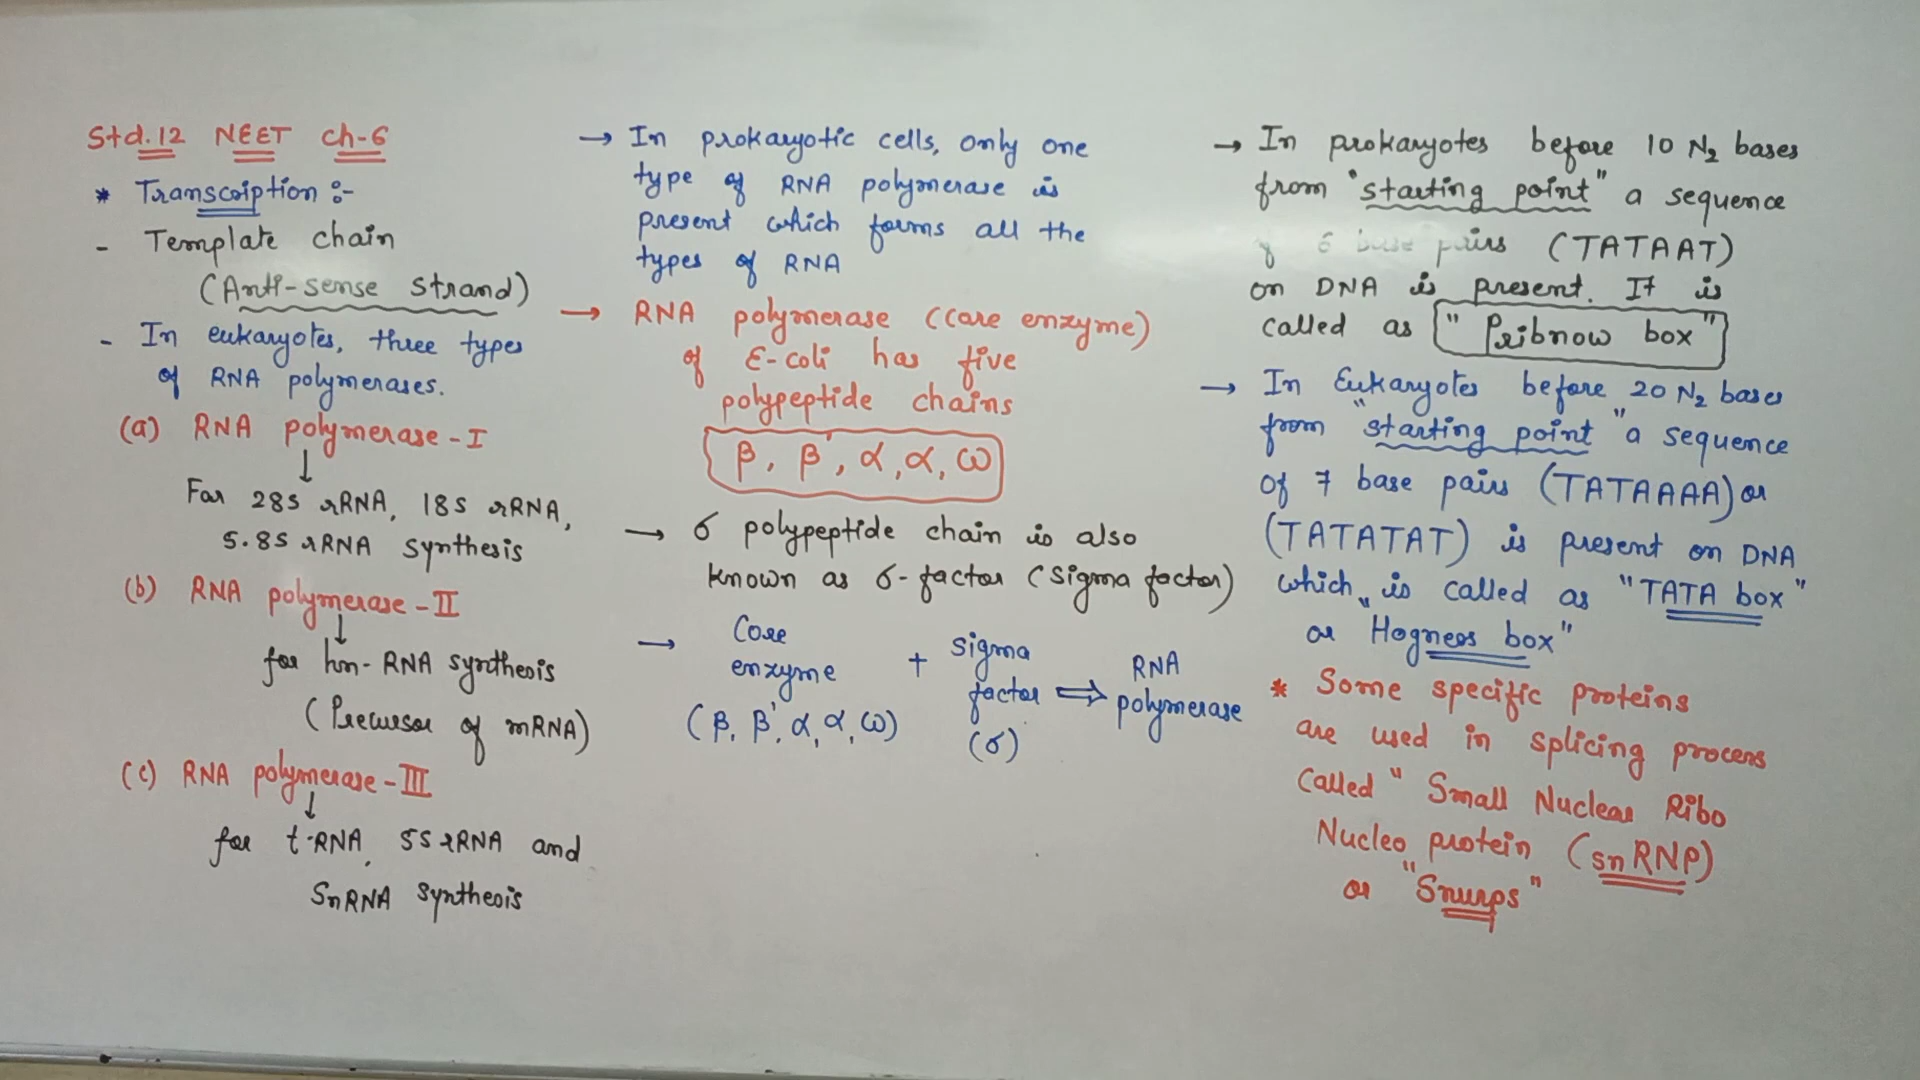 Std.12 NEET ch-6
* Transcription :-
- Template chain
(Anti-sense strand)
- In eukaryotes, three types
of RNA polymerases.
(a) RNA polymerase-I
↓
For 28S rRNA, 18S rRNA,
5.8S rRNA synthesis
(b) RNA polymerase-II
↓
for hn-RNA synthesis
(Precursor of mRNA)
(c) RNA polymerase-III
↓
for t-RNA, 5S rRNA and
SnRNA synthesis
→ In prokaryotic cells, only one
type of RNA polymerase is
present which forms all the
types of RNA
→ RNA polymerase (core enzyme)
of E-coli has five
polypeptide chains
β, β', α, α, ω
→ σ polypeptide chain is also
known as σ-factor (sigma factor)
→ Core enzyme + sigma factor ⇒ RNA polymerase
(β, β', α, α, ω) (σ)
→ In prokaryotes before 10 N₂ bases
from "starting point" a sequence
of 6 base pairs (TATAAT)
on DNA is present. It is
called as "Pribnow box"
→ In Eukaryotes before 20 N₂ bases
from "starting point" a sequence
of 7 base pairs (TATAAAA) or
(TATATAT) is present on DNA
which is called as "TATA box"
or "Hogness box"
* Some specific proteins
are used in splicing process
called "Small Nuclear Ribo
Nucleo protein (snRNP)
or "Snurps"